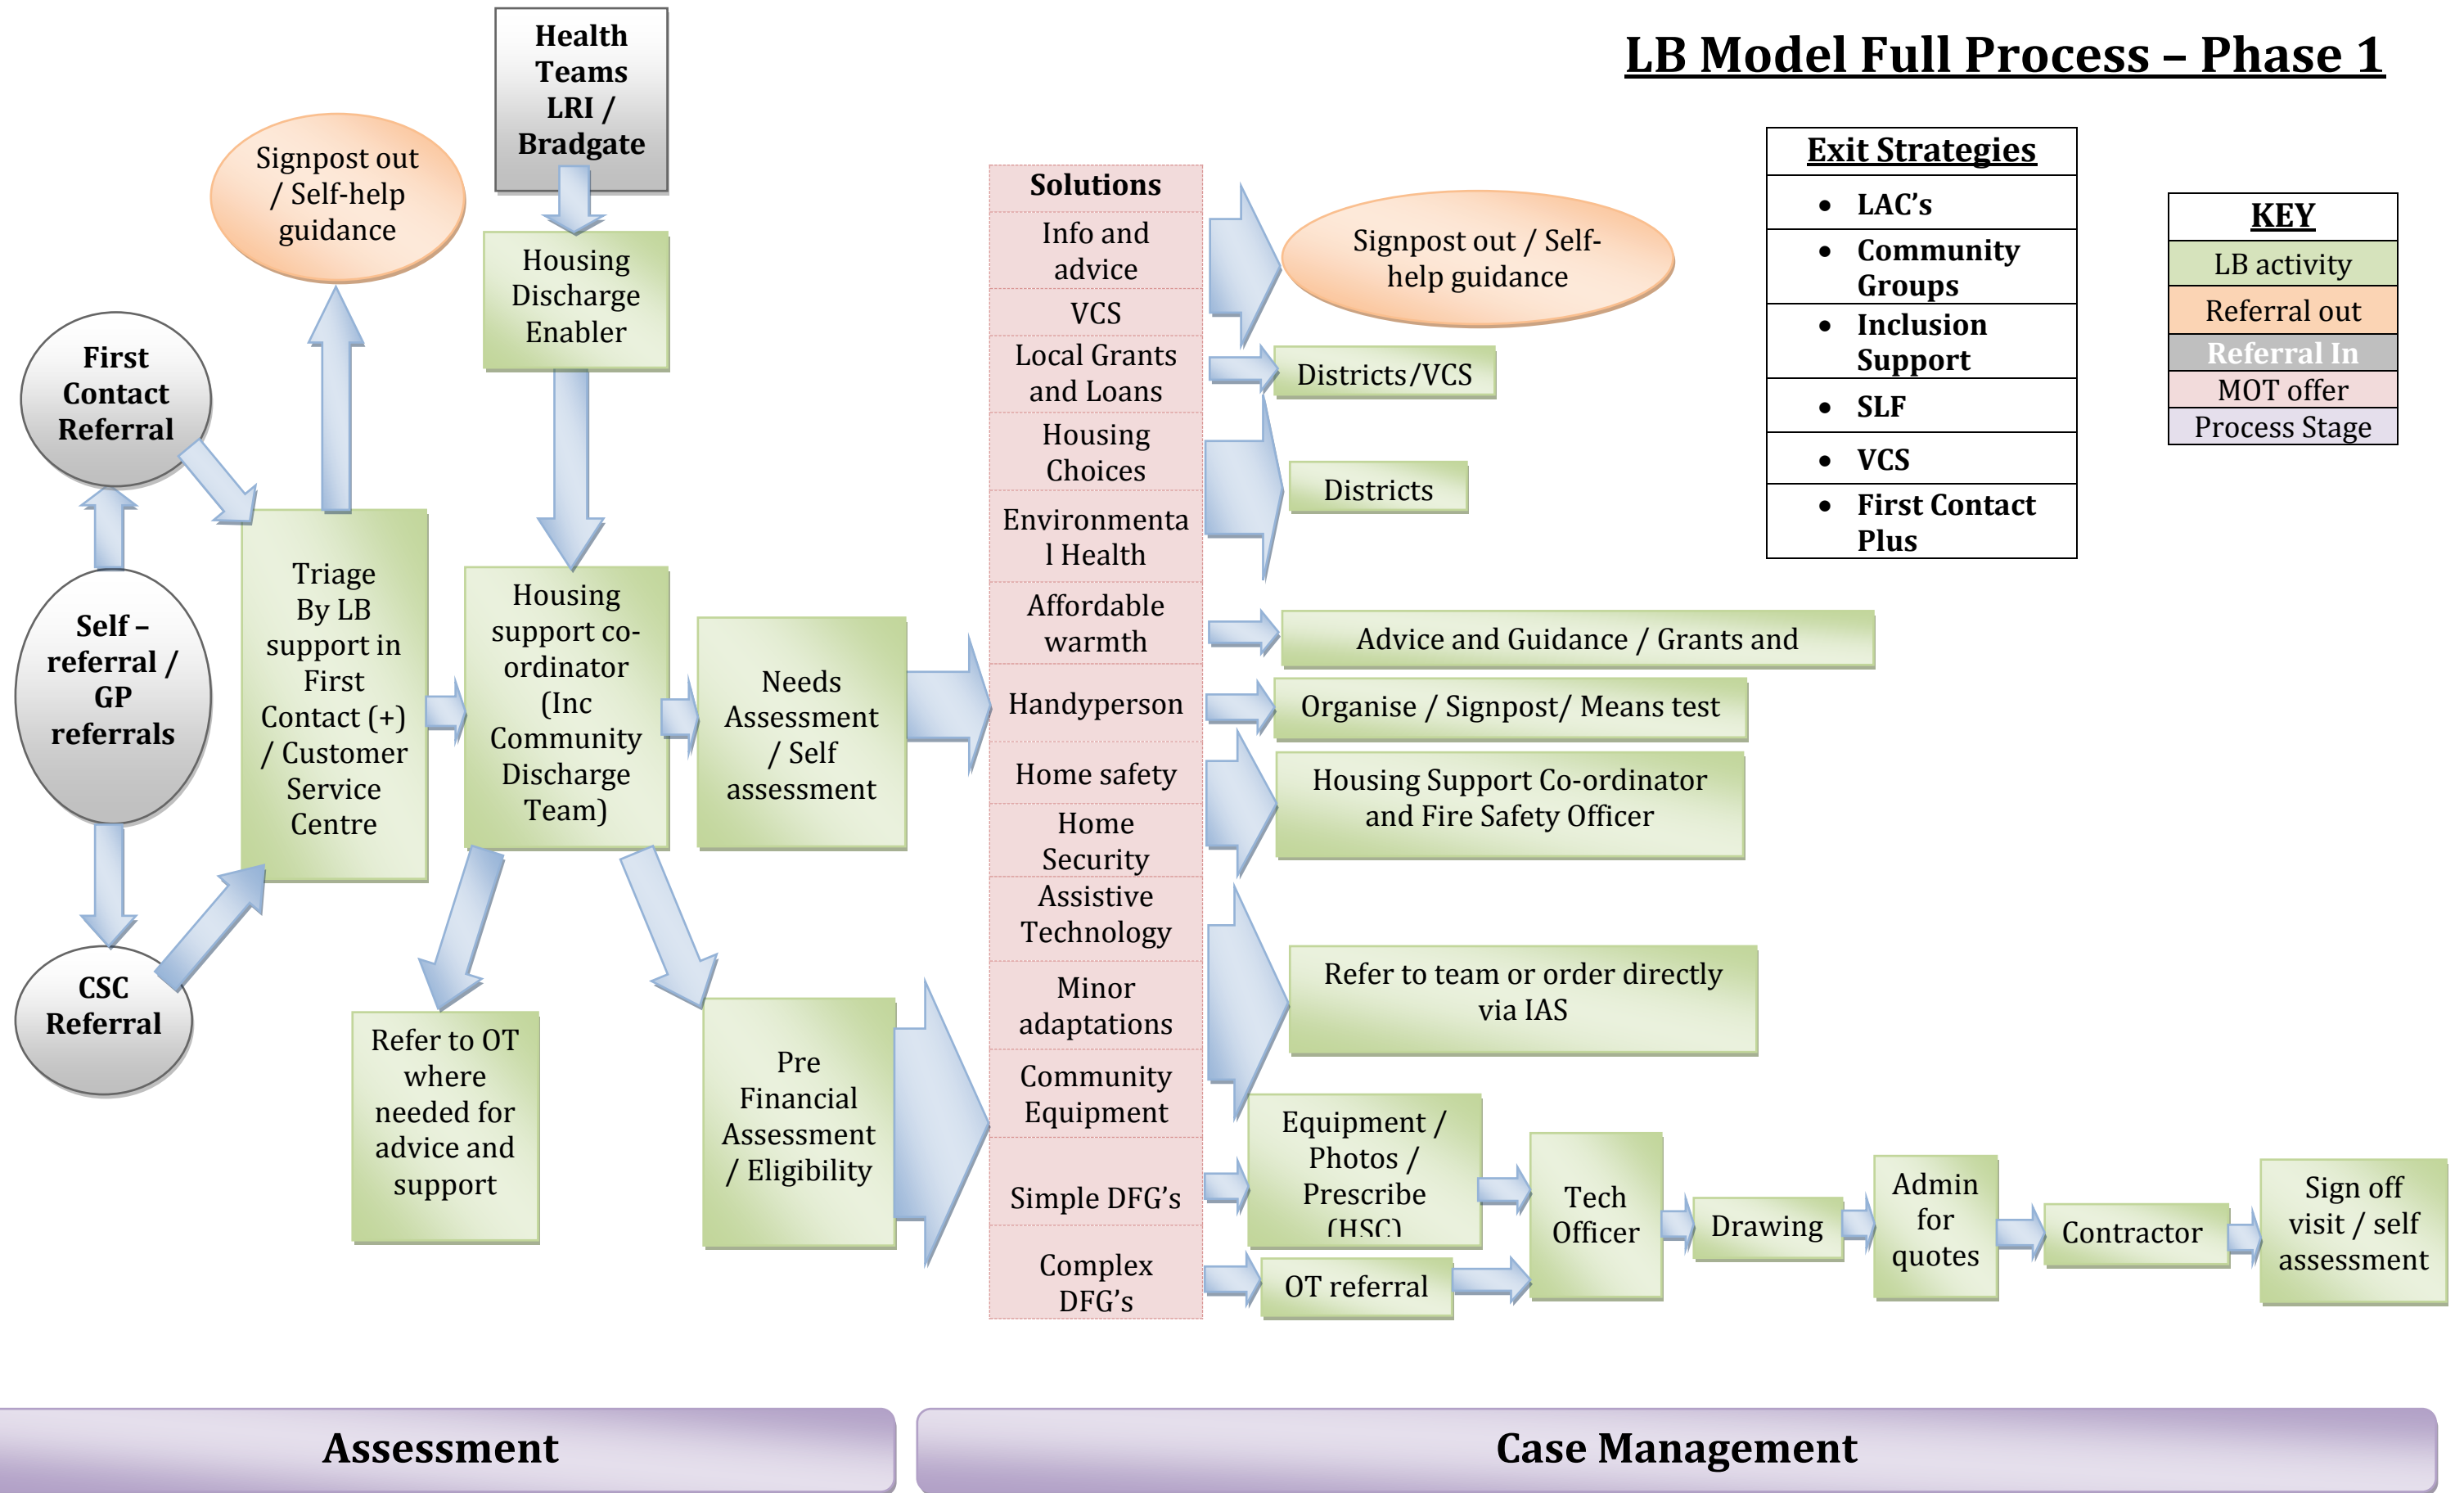 LB Model Full Process – Phase 1
Health
Teams
LRI /
Bradgate
Signpost out
/ Self-help
guidance
Housing
Discharge
Enabler
First
Contact
Referral
Self –
referral /
GP
referrals
CSC
Referral
Triage
By LB
support in
First
Contact (+)
/ Customer
Service
Centre
Housing
support co-
ordinator
(Inc
Community
Discharge
Team)
Needs
Assessment
/ Self
assessment
Refer to OT
where
needed for
advice and
support
Pre
Financial
Assessment
/ Eligibility
Solutions
Info and
advice
VCS
Local Grants
and Loans
Housing
Choices
Environmenta
l Health
Affordable
warmth
Handyperson
Home safety
Home
Security
Assistive
Technology
Minor
adaptations
Community
Equipment
Simple DFG's
Complex
DFG's
Signpost out / Self-
help guidance
Districts/VCS
Districts
Advice and Guidance / Grants and
Organise / Signpost/ Means test
Housing Support Co-ordinator
and Fire Safety Officer
Refer to team or order directly
via IAS
Equipment /
Photos /
Prescribe
(HSC)
OT referral
Tech
Officer
Drawing
Admin
for
quotes
Contractor
Sign off
visit / self
assessment
Exit Strategies
• LAC's
• Community
Groups
• Inclusion
Support
• SLF
• VCS
• First Contact
Plus
KEY
LB activity
Referral out
Referral In
MOT offer
Process Stage
Assessment
Case Management